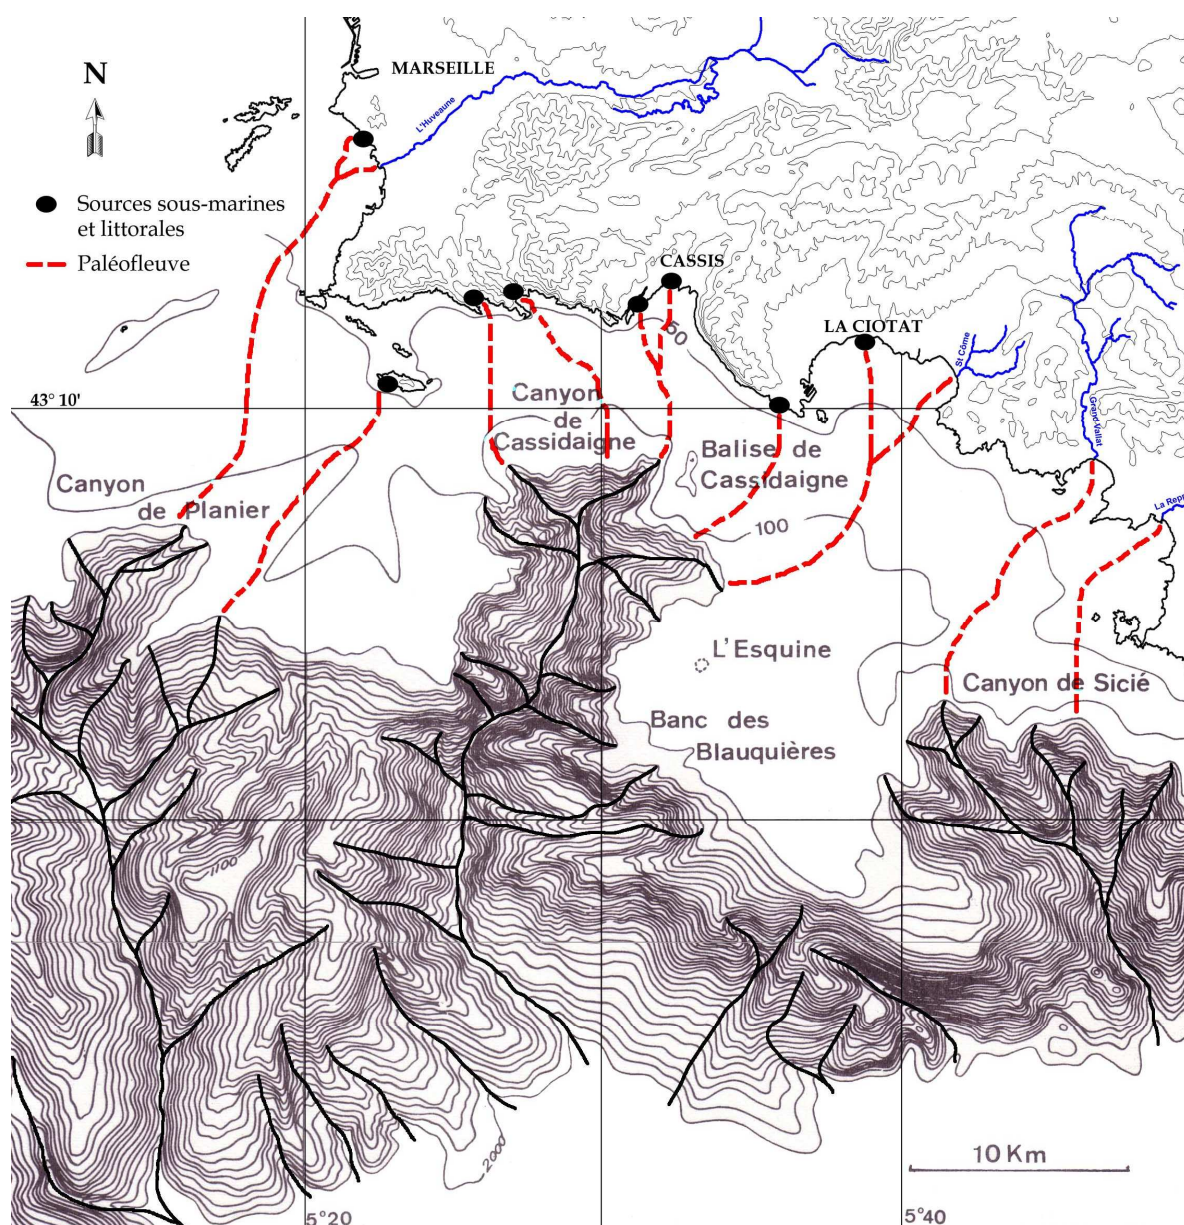 MARSEILLE
N
L'Huveaune
Sources sous-marines
et littorales
Paléofleuve
CASSIS
50
LA CIOTAT
St Côme
Grand Vallat
43° 10'
Canyon
de
Cassidaigne
Balise de
Cassidaigne
Canyon
de Planier
La Repr
100
L'Esquine
Canyon de Sicié
Banc des
Blauquières
1100
2000
10 Km
5°20
5°40